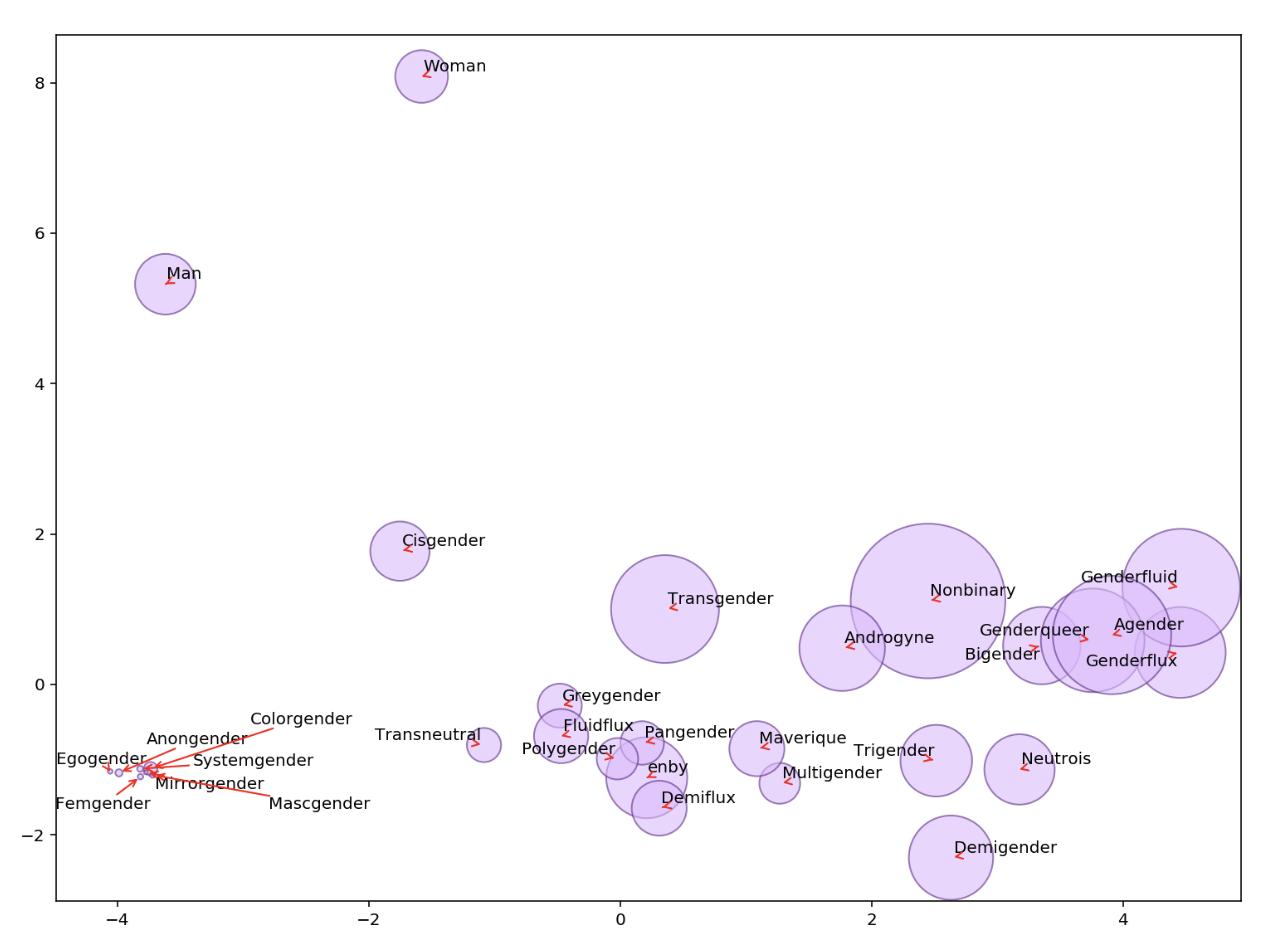 8
6
4
2
0
−2
−4
−2
0
2
4
Woman
Man
Cisgender
Transgender
Nonbinary
Genderfluid
Androgyne
Genderqueer
Agender
Bigender
Genderflux
Greygender
Fluidflux
Transneutral
Polygender
Pangender
enby
Demiflux
Maverique
Multigender
Trigender
Neutrois
Demigender
Colorgender
Anongender
Egogender
Systemgender
Mirrorgender
Femgender
Mascgender